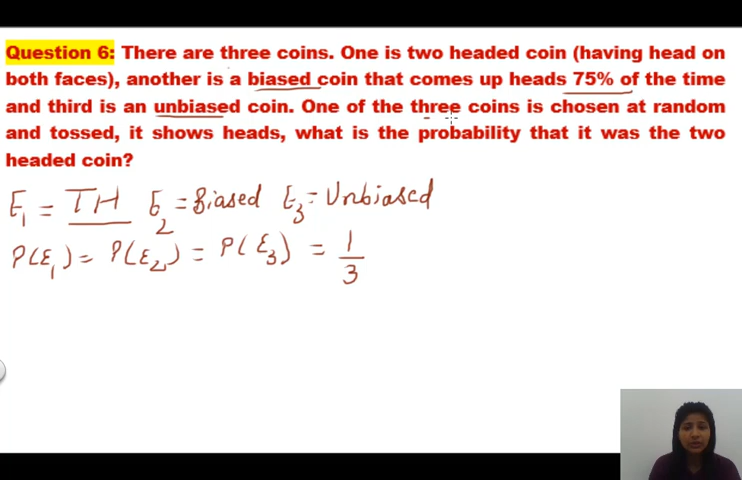 Question 6: There are three coins. One is two headed coin (having head on
both faces), another is a biased coin that comes up heads 75% of the time
and third is an unbiased coin. One of the three coins is chosen at random
and tossed, it shows heads, what is the probability that it was the two
headed coin?
E₁ = TH E₂ = Biased E₃ = Unbiased
P(E₁) = P(E₂) = P(E₃) = 1/3